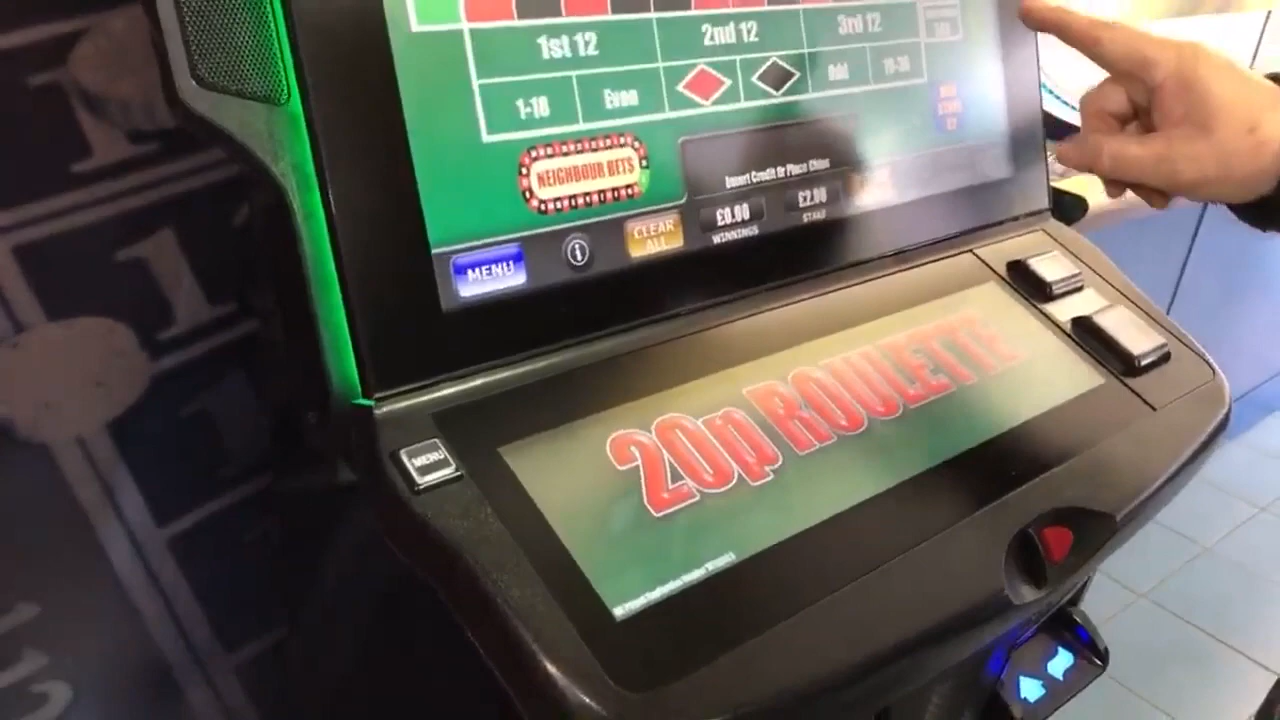 1st 12
2nd 12
3rd 12
1-18
Even
Odd
19-36
NEIGHBOUR BETS
Insert Credit Or Place Chips
£0.00
WINNINGS
£2.00
STAKE
CLEAR
ALL
i
MENU
MENU
20p ROULETTE